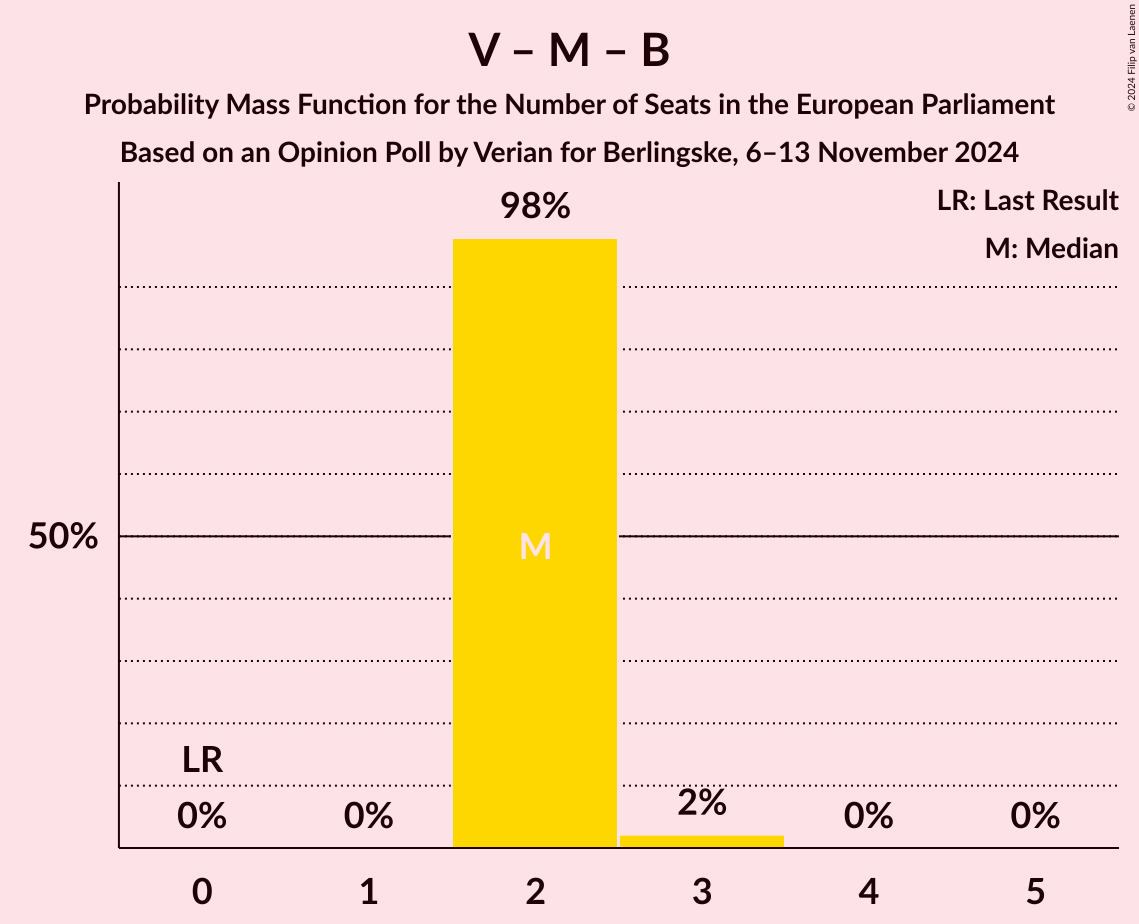 V – M – B
Probability Mass Function for the Number of Seats in the European Parliament
Based on an Opinion Poll by Verian for Berlingske, 6–13 November 2024
© 2024 Filip van Laenen
LR: Last Result
M: Median
98%
50%
M
LR
0%
0%
2%
0%
0%
0
1
2
3
4
5